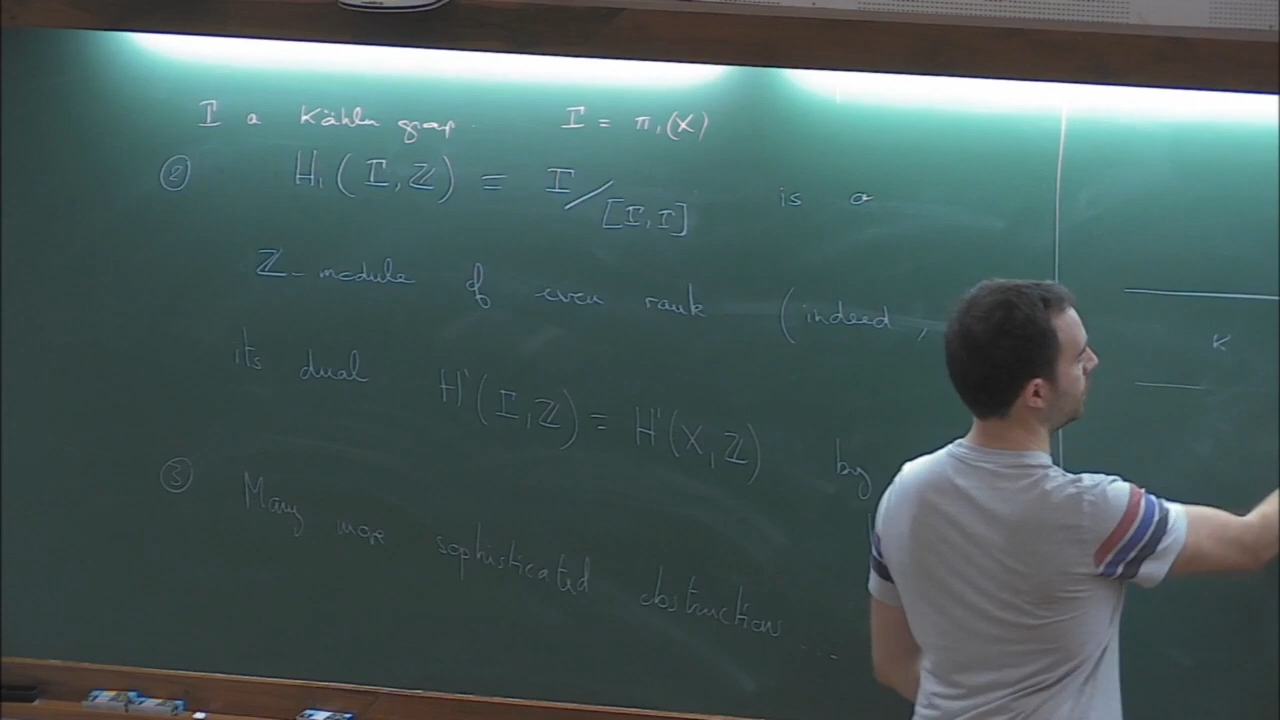 Γ a Kähler group. Γ = π₁(X)
② H₁(Γ, ℤ) = Γ/[Γ,Γ] is a
ℤ-module of even rank (indeed,
its dual H¹(Γ,ℤ) = H¹(X,ℤ) by
③ Many more sophisticated obstructions ...
K